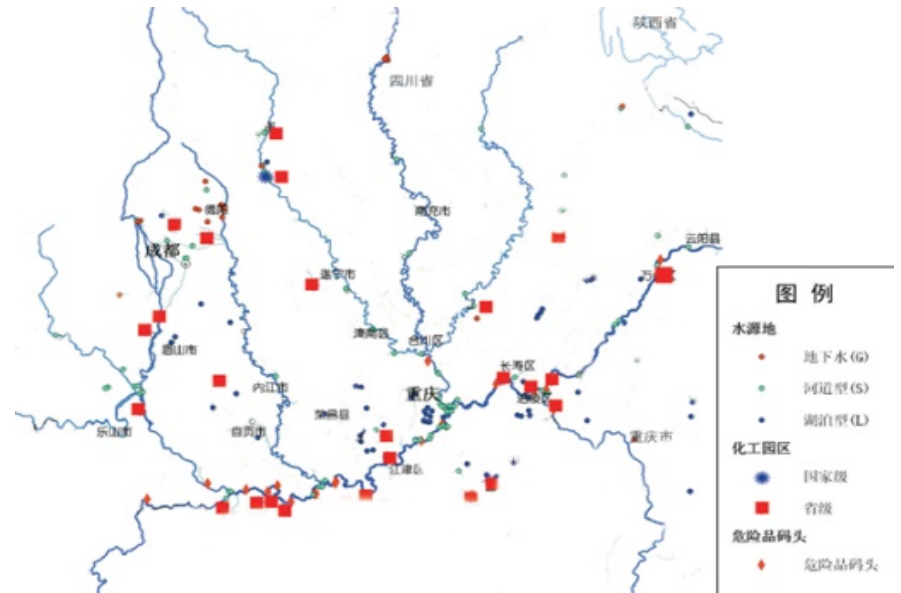 陕西省
四川省
德阳
南充市
云阳县
成都
遂宁市
潼南区
合川区
眉山市
长寿区
内江市
重庆
涪陵区
荣昌县
乐山市
自贡市
重庆市
江津区
图 例
水源地
地下水(G)
河道型(S)
湖泊型(L)
化工园区
国家级
省级
危险品码头
危险品码头